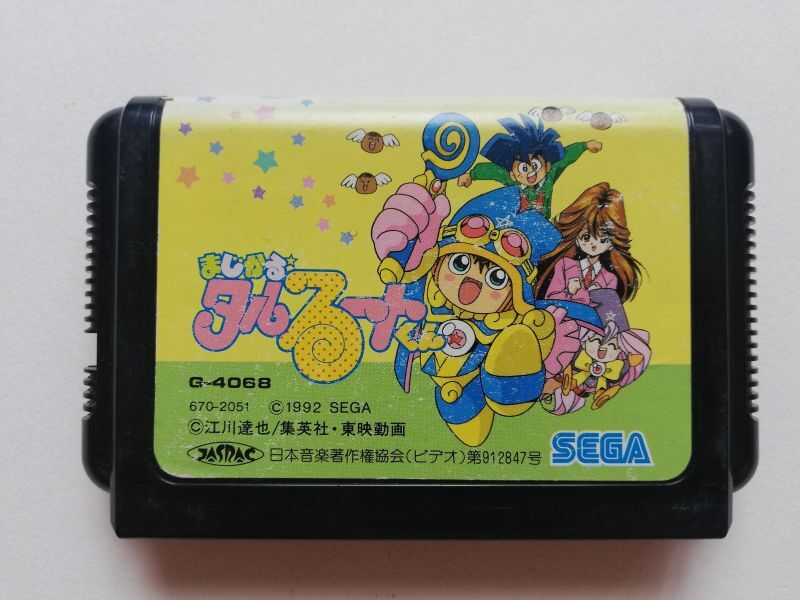 まじかる☆
タルるートくん
G-4068
670-2051 ©1992 SEGA
©江川達也/集英社・東映動画
JASRAC 日本音楽著作権協会(ビデオ)第912847号
SEGA